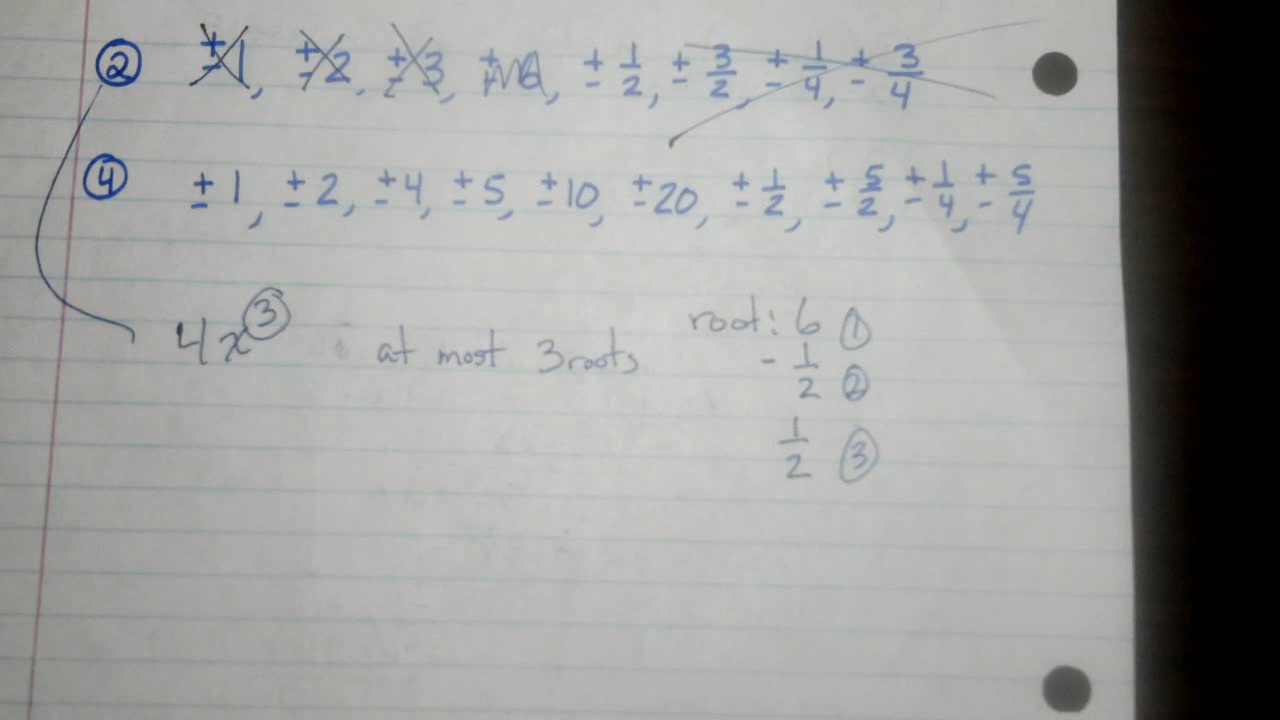 ② ±1, ±2, ±3, ± , ±1/2, ±3/2, ±1/4, ±3/4
④ ±1, ±2, ±4, ±5, ±10, ±20, ±1/2, ±5/2, ±1/4, ±5/4
4x³ at most 3 roots root: 6 ①
-1/2 ②
1/2 ③